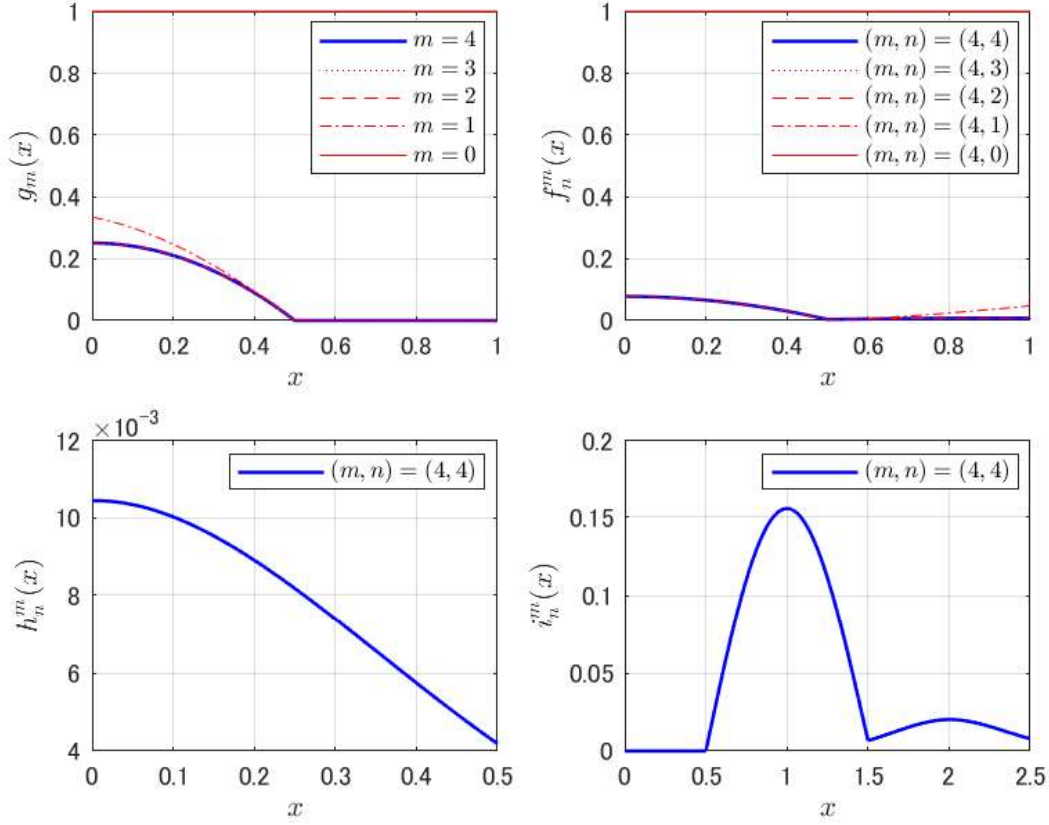 1
0.8
0.6
0.4
0.2
0
g_m(x)
m = 4
m = 3
m = 2
m = 1
m = 0
0 0.2 0.4 0.6 0.8 1
x
1
0.8
0.6
0.4
0.2
0
f_n^m(x)
(m, n) = (4, 4)
(m, n) = (4, 3)
(m, n) = (4, 2)
(m, n) = (4, 1)
(m, n) = (4, 0)
0 0.2 0.4 0.6 0.8 1
x
×10⁻³
12
10
8
6
4
h_n^m(x)
(m, n) = (4, 4)
0 0.1 0.2 0.3 0.4 0.5
x
0.2
0.15
0.1
0.05
0
i_n^m(x)
(m, n) = (4, 4)
0 0.5 1 1.5 2 2.5
x